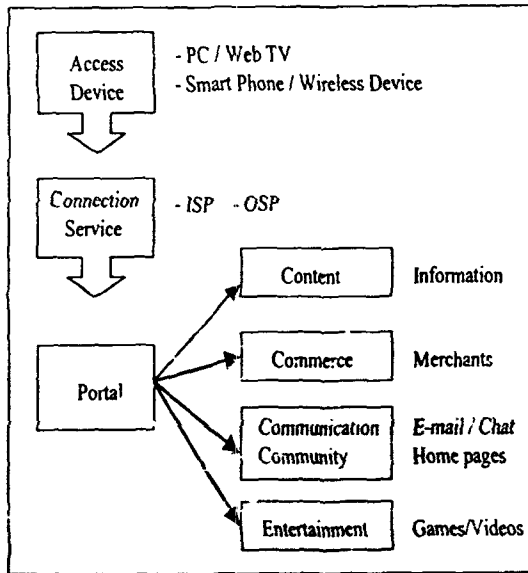 Access
Device
- PC / Web TV
- Smart Phone / Wireless Device
Connection
Service
- ISP - OSP
Content
Information
Portal
Commerce
Merchants
Communication
Community
E-mail / Chat
Home pages
Entertainment
Games/Videos